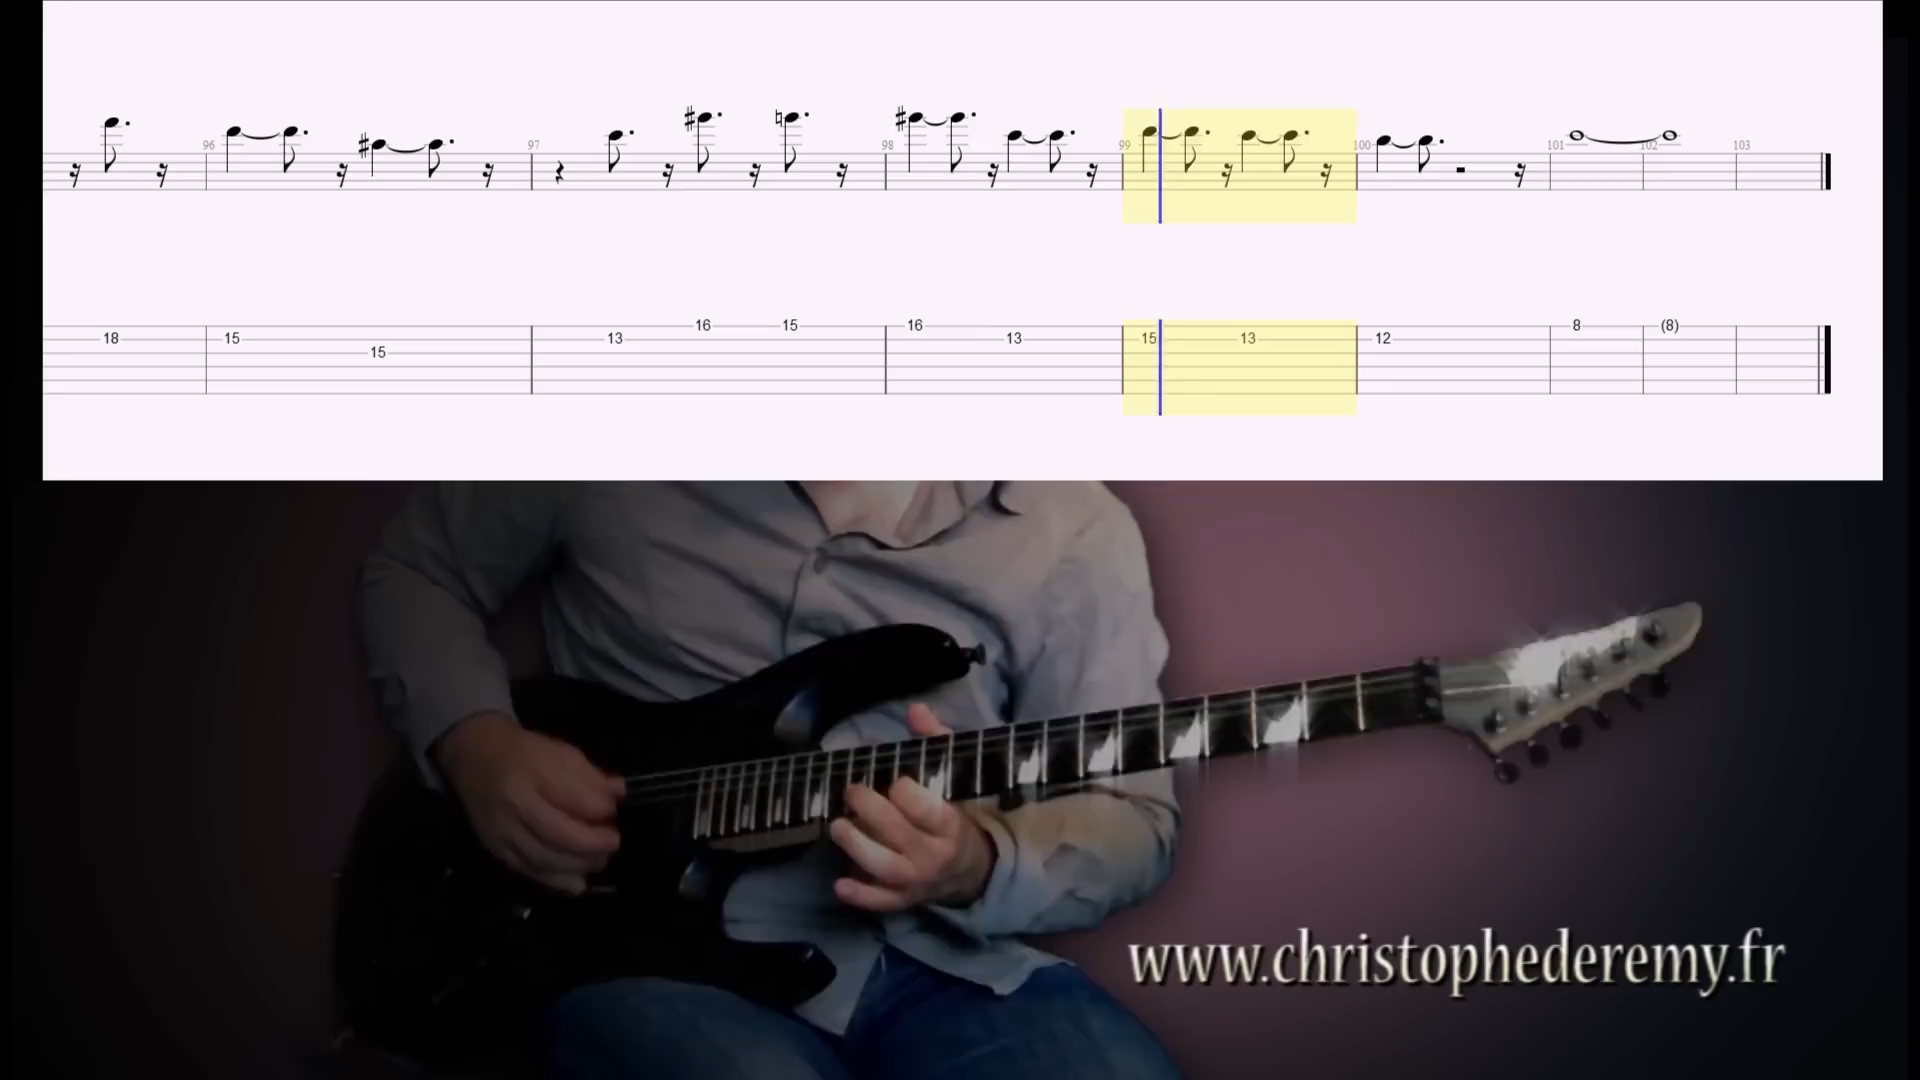 96 97 98 99 100 101 102 103
16 15 16 8 (8)
18 15 13 13 15 13 12
15
www.christophederemy.fr